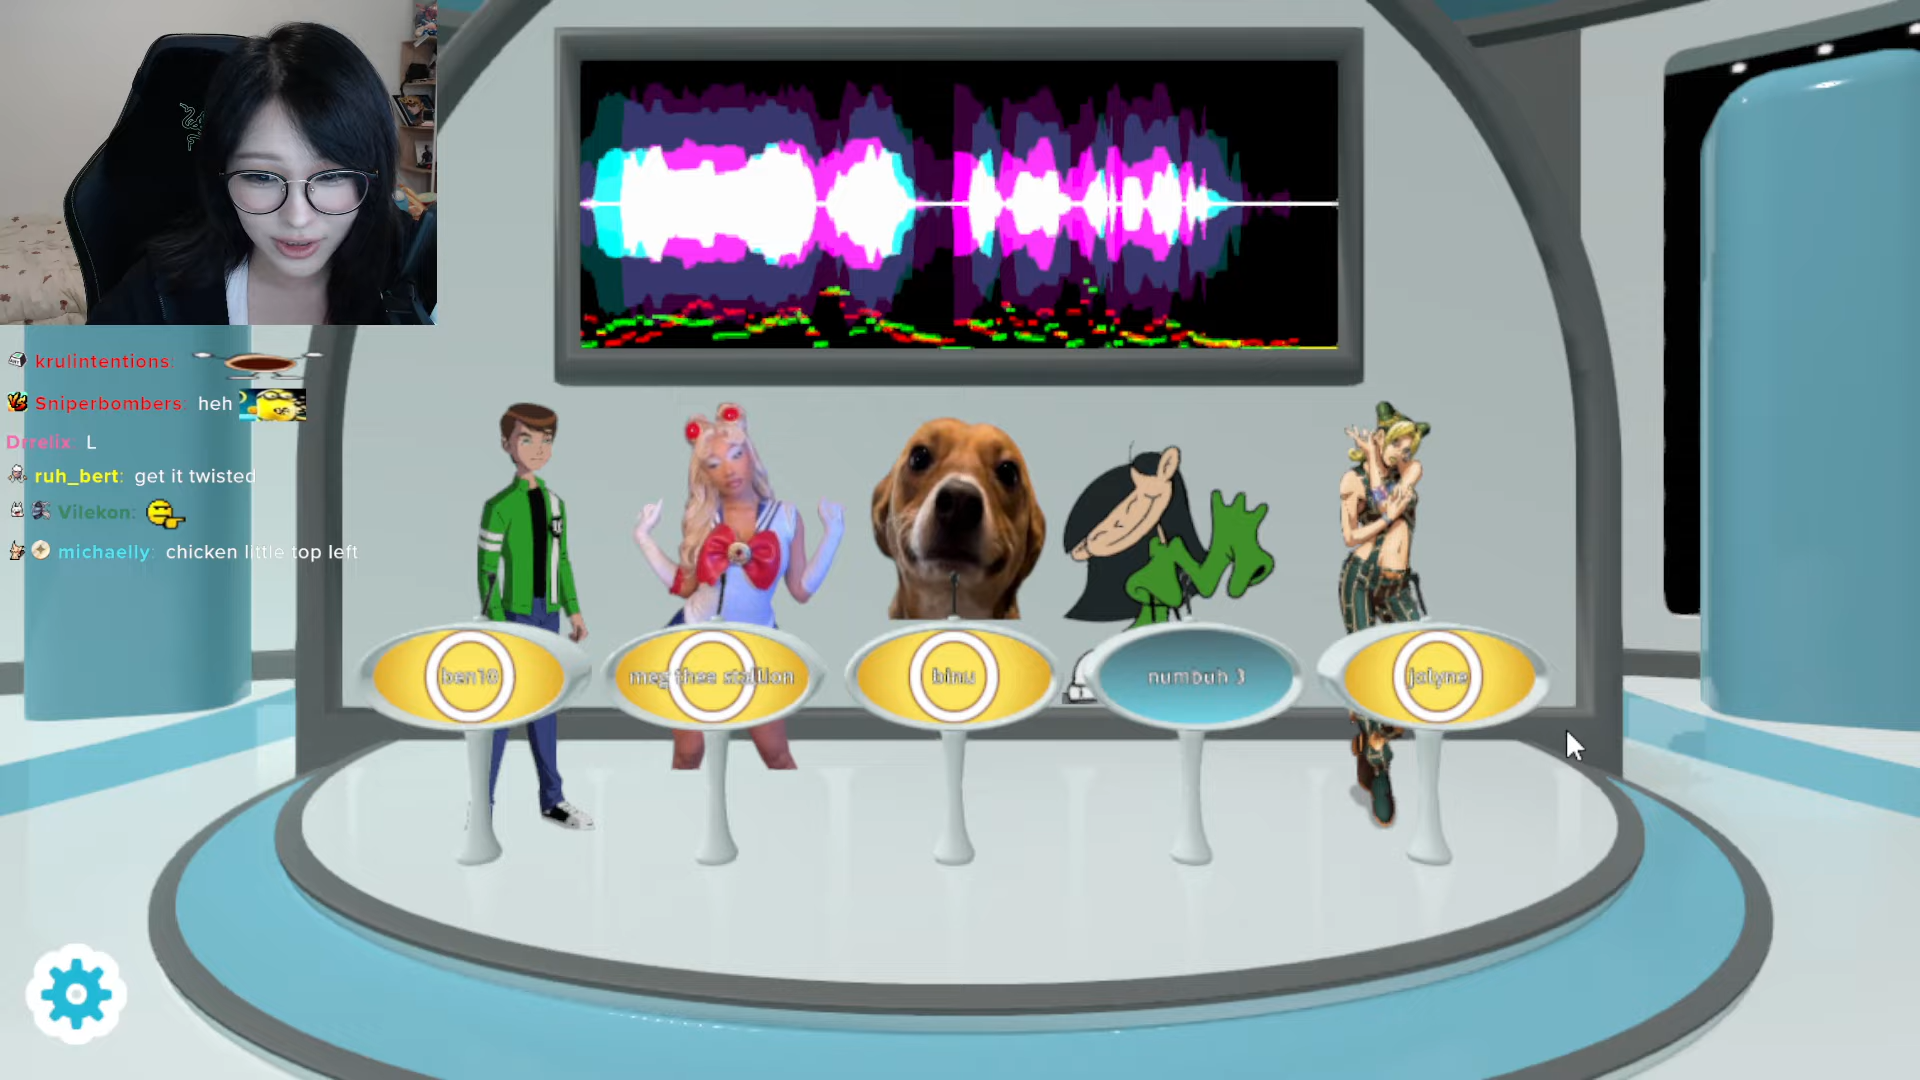 krulintentions:
Sniperbombers: heh
Drrelix: L
ruh_bert: get it twisted
Vilekon:
michaelly: chicken little top left
ben10
meg thee stallion
binu
numbuh 3
jolyne